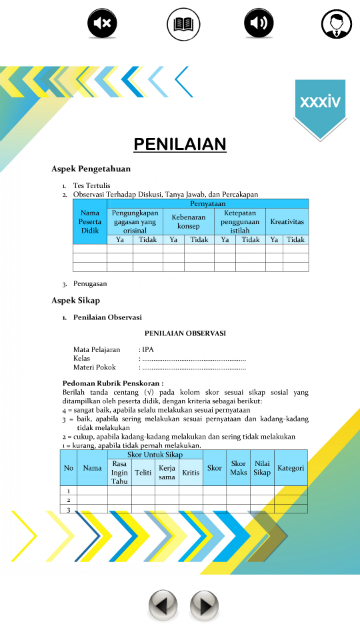 xxxiv
PENILAIAN
Aspek Pengetahuan
1. Tes Tertulis
2. Observasi Terhadap Diskusi, Tanya Jawab, dan Percakapan
Pernyataan
Nama Peserta Didik
Pengungkapan gagasan yang orisinal
Kebenaran konsep
Ketepatan penggunaan istilah
Kreativitas
Ya Tidak Ya Tidak Ya Tidak Ya Tidak
3. Penugasan
Aspek Sikap
1. Penilaian Observasi
PENILAIAN OBSERVASI
Mata Pelajaran : IPA
Kelas : ......................................................
Materi Pokok : ......................................................
Pedoman Rubrik Penskoran :
Berilah tanda centang (√) pada kolom skor sesuai sikap sosial yang
ditampilkan oleh peserta didik, dengan kriteria sebagai berikut:
4 = sangat baik, apabila selalu melakukan sesuai pernyataan
3 = baik, apabila sering melakukan sesuai pernyataan dan kadang-kadang
tidak melakukan
2 = cukup, apabila kadang-kadang melakukan dan sering tidak melakukan
1 = kurang, apabila tidak pernah melakukan.
Skor Untuk Sikap
No Nama
Rasa Ingin Tahu
Teliti
Kerja sama
Kritis
Skor
Skor Maks
Nilai Sikap
Kategori
1
2
3